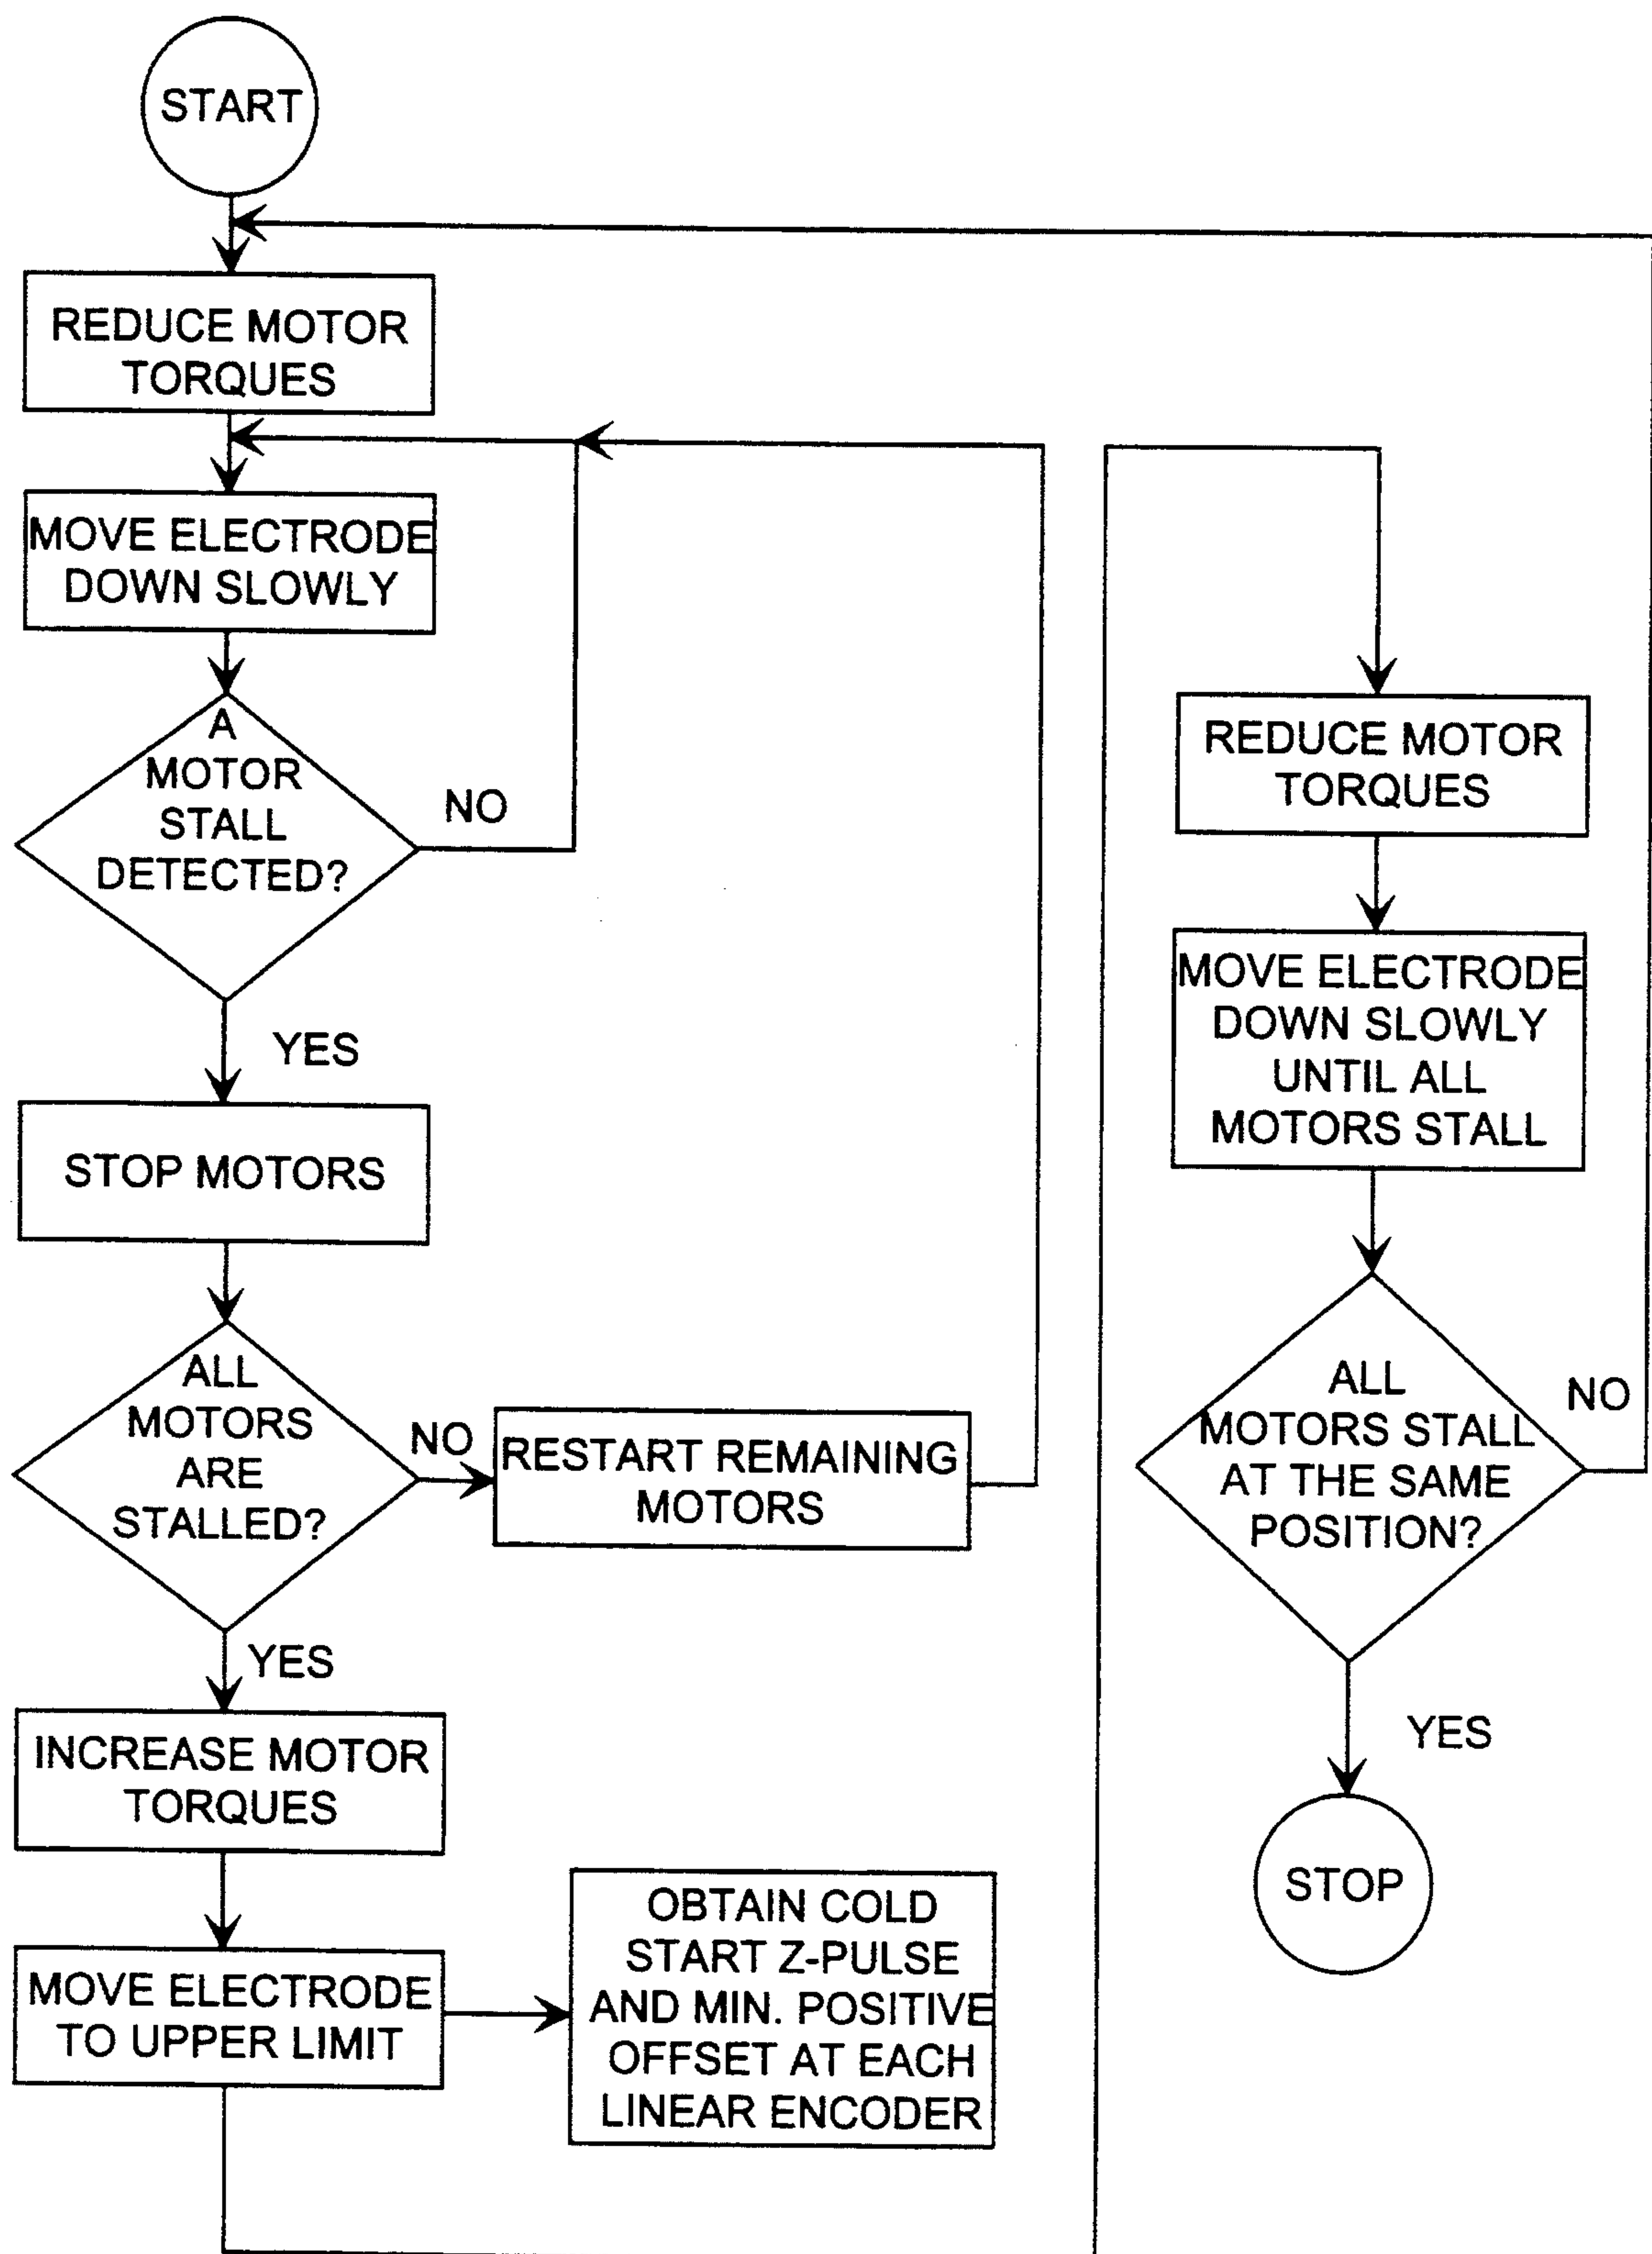 START
REDUCE MOTOR
TORQUES
MOVE ELECTRODE
DOWN SLOWLY
A
MOTOR
STALL
DETECTED?
NO
YES
STOP MOTORS
ALL
MOTORS
ARE
STALLED?
NO
RESTART REMAINING
MOTORS
YES
INCREASE MOTOR
TORQUES
MOVE ELECTRODE
TO UPPER LIMIT
OBTAIN COLD
START Z-PULSE
AND MIN. POSITIVE
OFFSET AT EACH
LINEAR ENCODER
REDUCE MOTOR
TORQUES
MOVE ELECTRODE
DOWN SLOWLY
UNTIL ALL
MOTORS STALL
ALL
MOTORS STALL
AT THE SAME
POSITION?
NO
YES
STOP